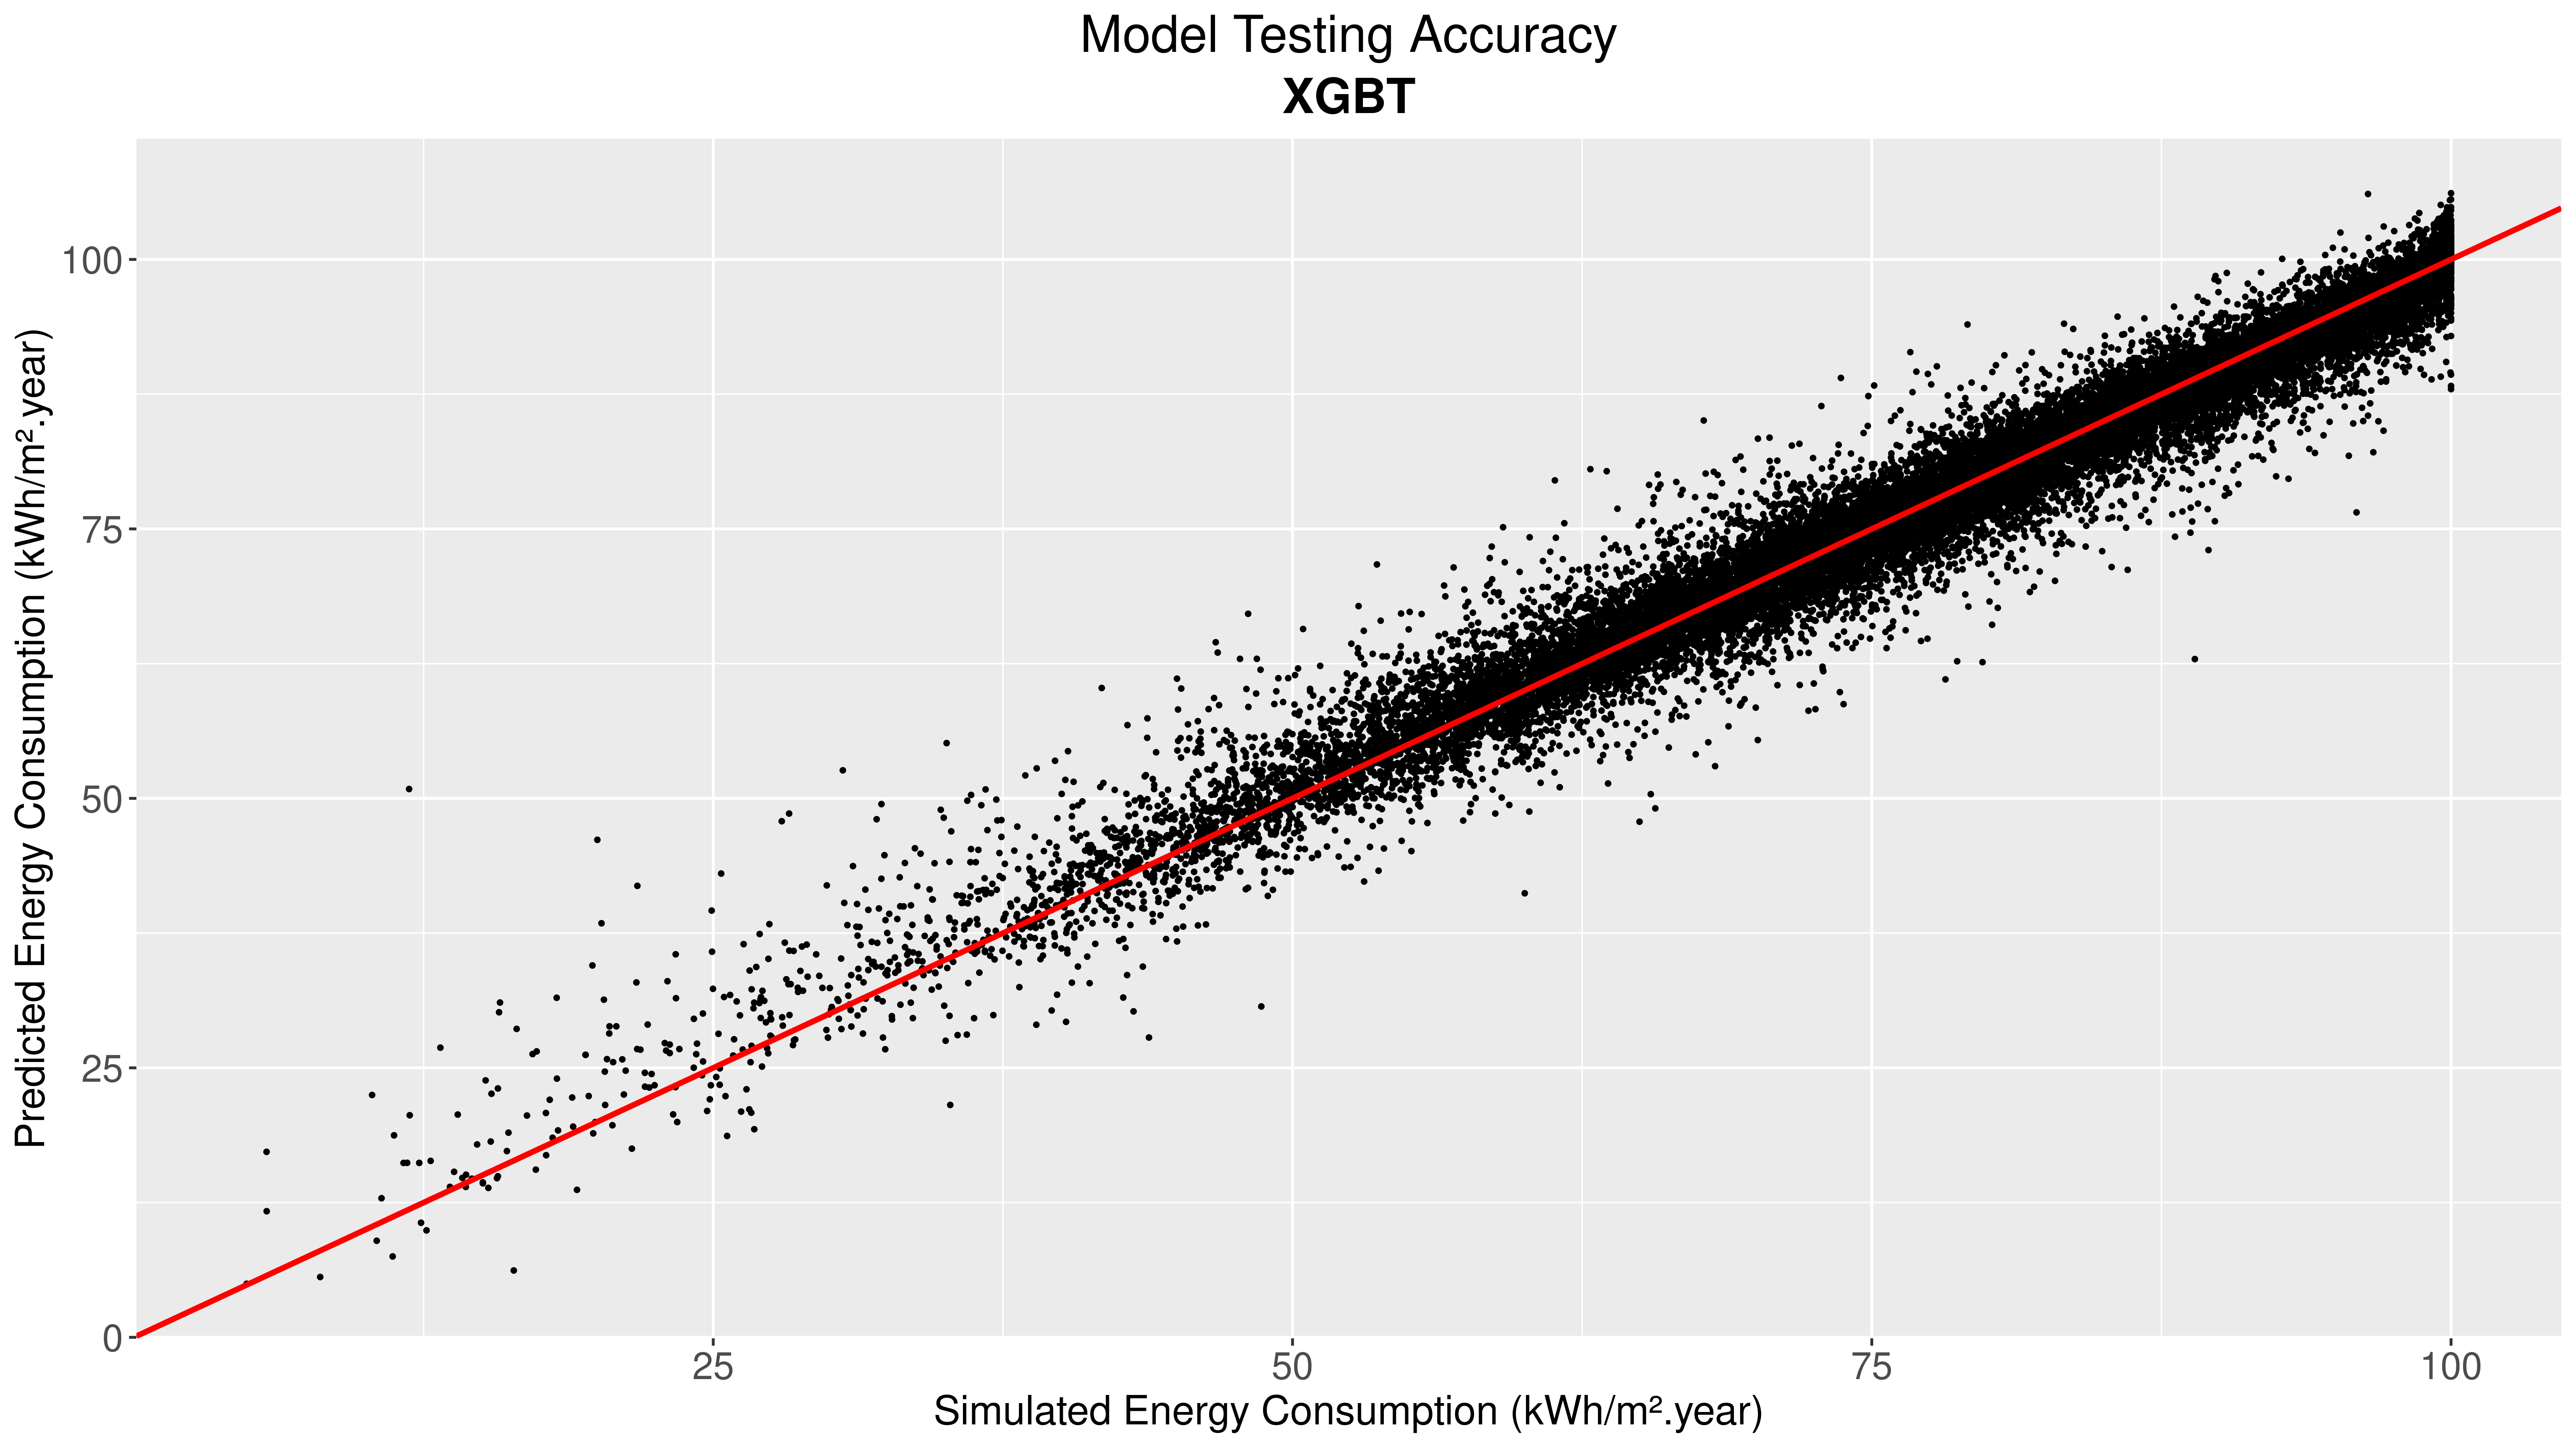 Model Testing Accuracy
XGBT
Predicted Energy Consumption (kWh/m².year)
100
75
50
25
0
25 50 75 100
Simulated Energy Consumption (kWh/m².year)